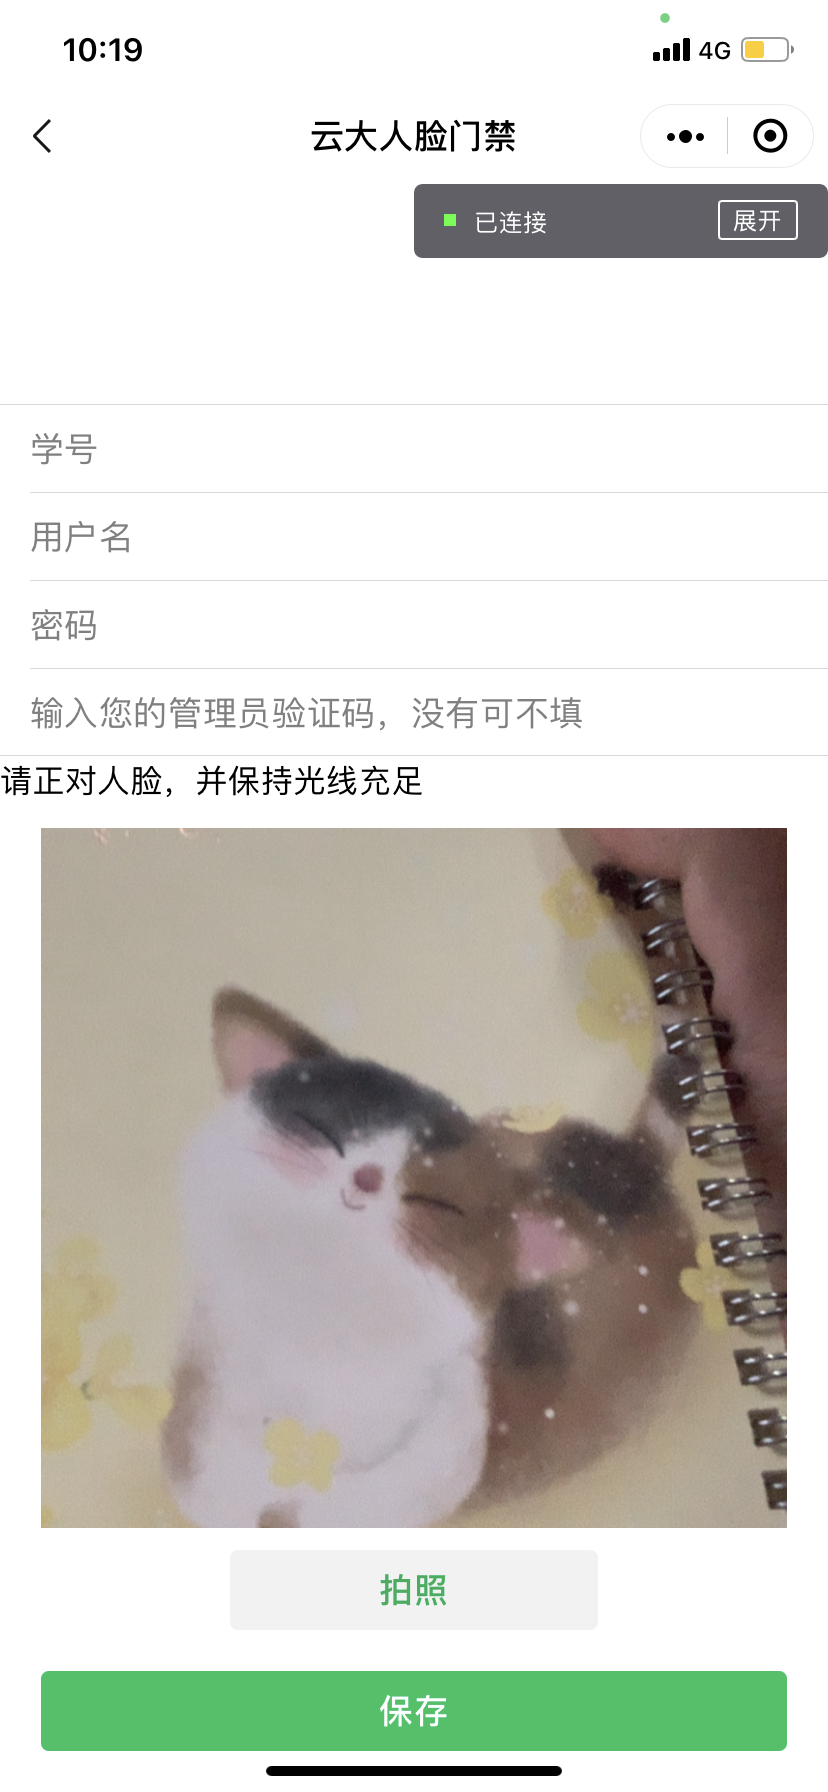 10:19
4G
云大人脸门禁
已连接
展开
学号
用户名
密码
输入您的管理员验证码，没有可不填
请正对人脸，并保持光线充足
拍照
保存